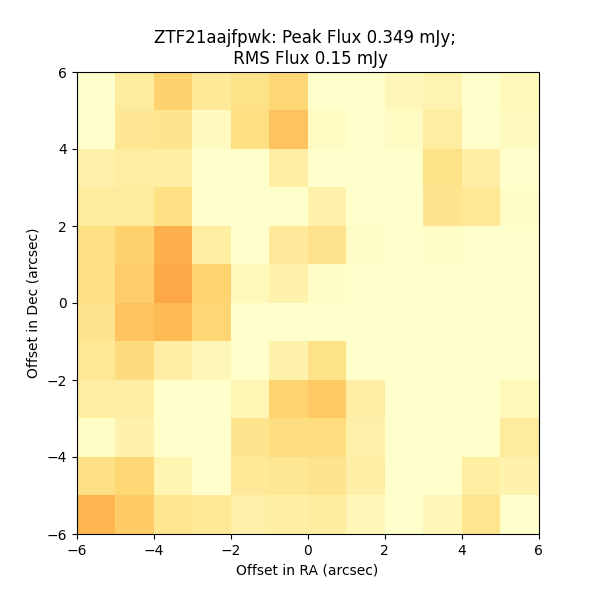 ZTF21aajfpwk: Peak Flux 0.349 mJy;
RMS Flux 0.15 mJy
6
4
2
0
−2
−4
−6
Offset in Dec (arcsec)
−6 −4 −2 0 2 4 6
Offset in RA (arcsec)